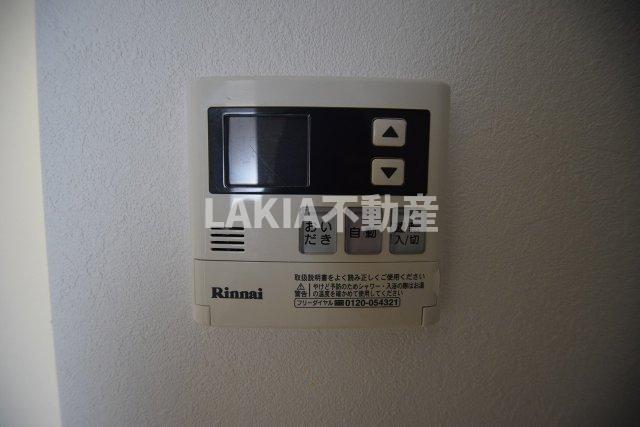 ▲
▼
LAKIA不動産
おい
だき
自動
入/切
Rinnai
取扱説明書をよく読み正しくご使用ください
警告 やけど予防のためシャワー・入浴の際はお湯
の温度を確かめて使用してください
フリーダイヤル 0120-054321